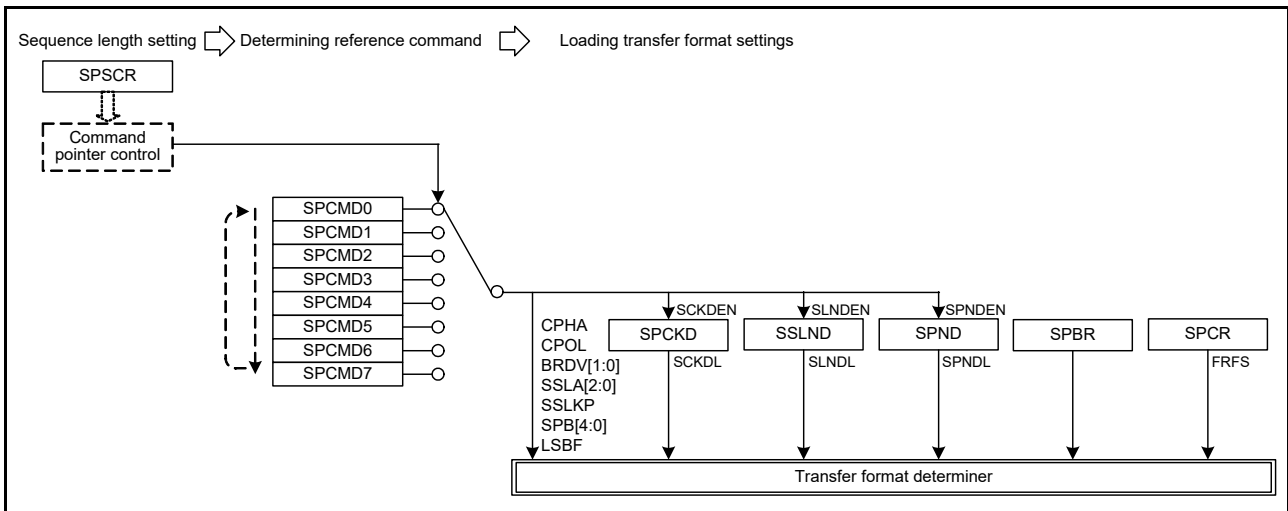 Sequence length setting
Determining reference command
Loading transfer format settings
SPSCR
Command
pointer control
SPCMD0
SPCMD1
SPCMD2
SPCMD3
SPCMD4
SPCMD5
SPCMD6
SPCMD7
CPHA
CPOL
BRDV[1:0]
SSLA[2:0]
SSLKP
SPB[4:0]
LSBF
SCKDEN
SPCKD
SCKDL
SLNDEN
SSLND
SLNDL
SPNDEN
SPND
SPNDL
SPBR
SPCR
FRFS
Transfer format determiner